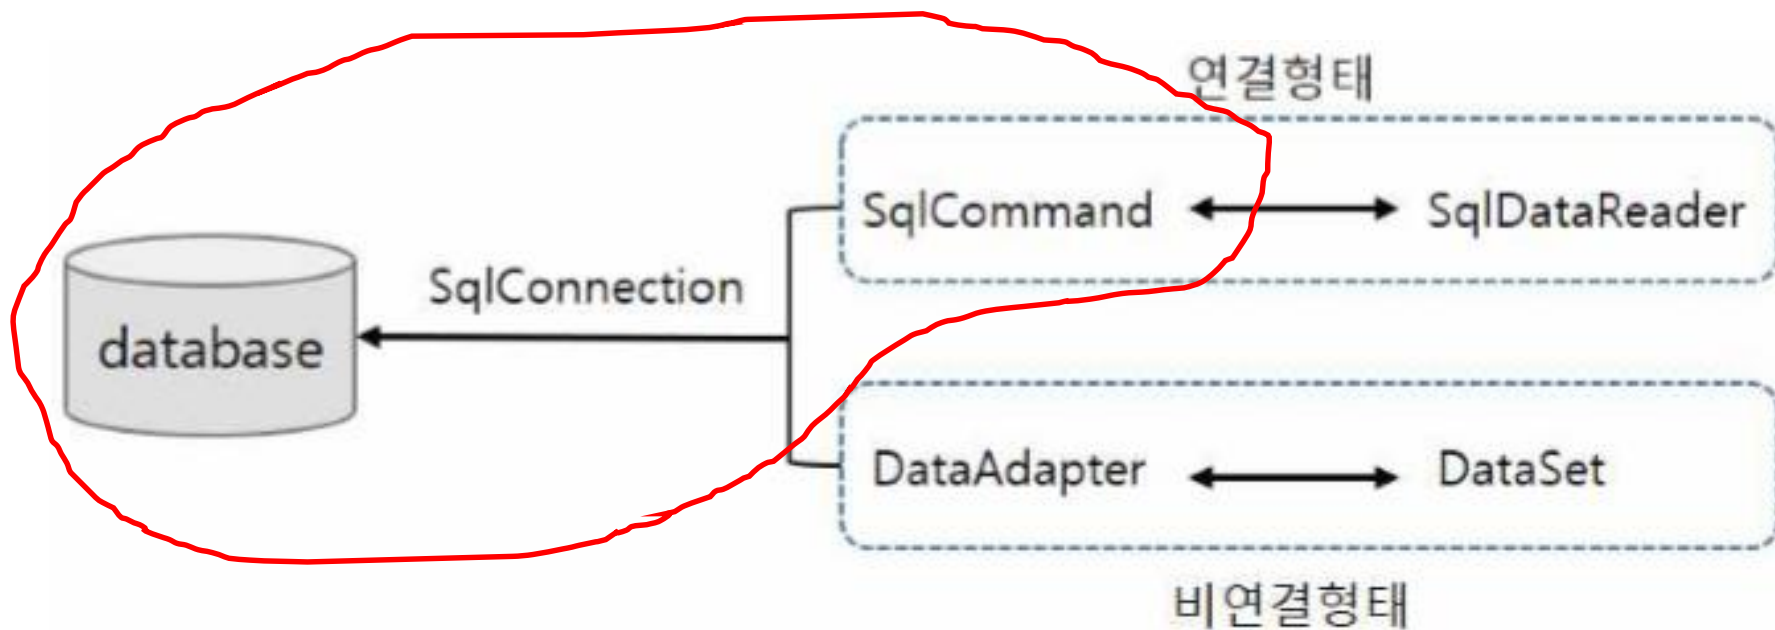 연결형태
SqlCommand SqlDataReader
SqlConnection
database
DataAdapter DataSet
비연결형태